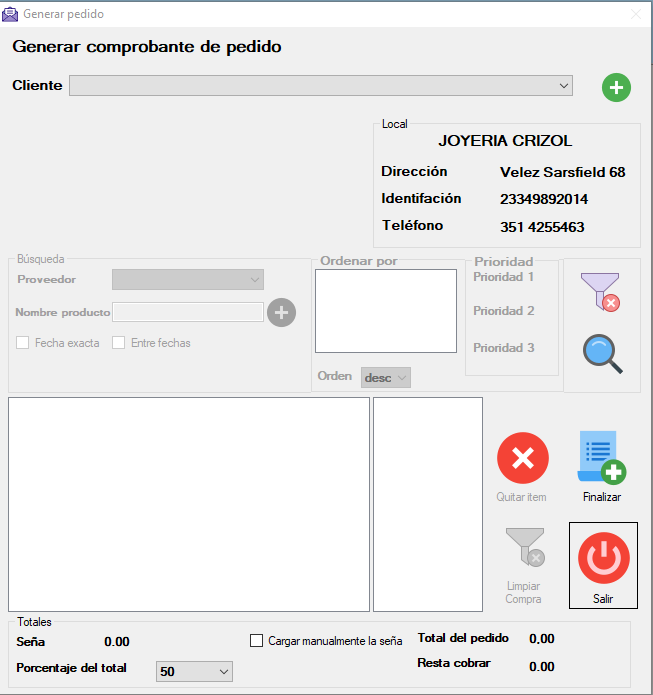 Generar pedido
Generar comprobante de pedido
Cliente
Local
JOYERIA CRIZOL
Dirección Velez Sarsfield 68
Identifación 23349892014
Teléfono 351 4255463
Búsqueda
Proveedor
Nombre producto
Fecha exacta Entre fechas
Ordenar por
Orden desc
Prioridad
Prioridad 1
Prioridad 2
Prioridad 3
Quitar item
Finalizar
Limpiar
Compra
Salir
Totales
Seña 0.00
Cargar manualmente la seña
Total del pedido 0.00
Porcentaje del total 50
Resta cobrar 0.00